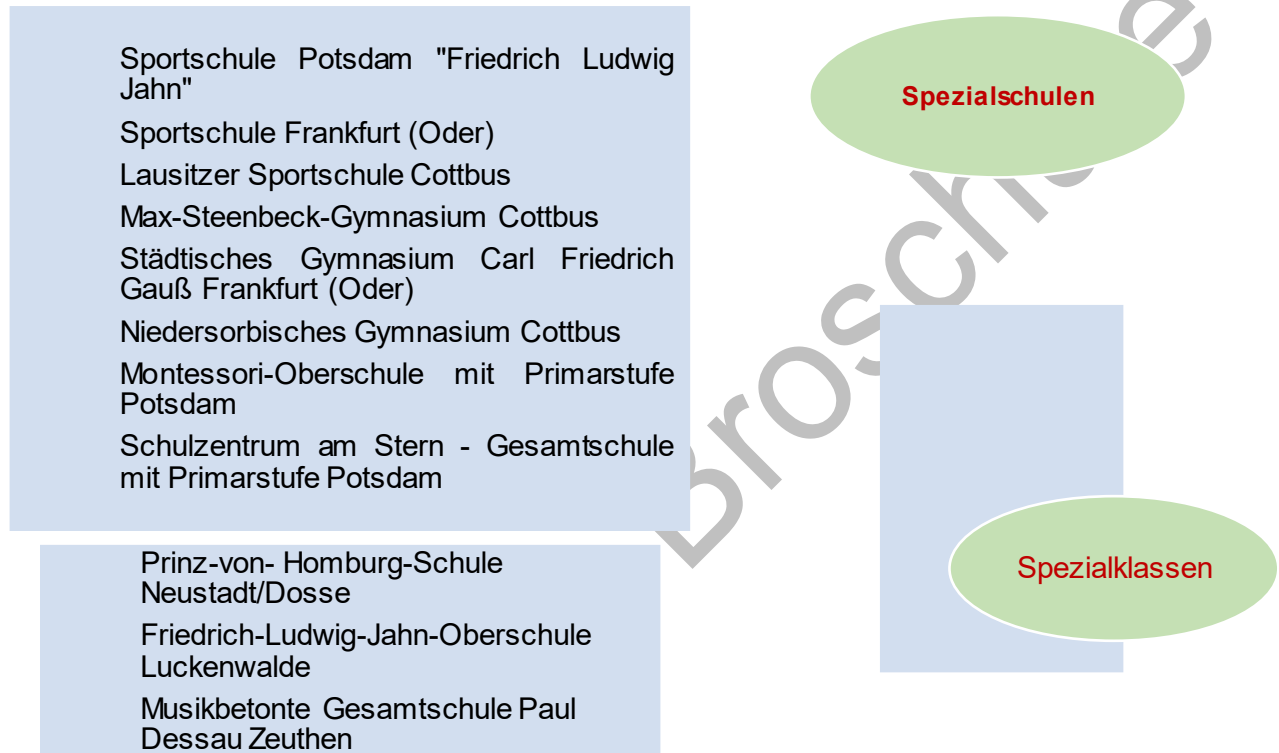 Sportschule Potsdam "Friedrich Ludwig
Jahn"
Sportschule Frankfurt (Oder)
Lausitzer Sportschule Cottbus
Max-Steenbeck-Gymnasium Cottbus
Städtisches Gymnasium Carl Friedrich
Gauß Frankfurt (Oder)
Niedersorbisches Gymnasium Cottbus
Montessori-Oberschule mit Primarstufe
Potsdam
Schulzentrum am Stern - Gesamtschule
mit Primarstufe Potsdam
Prinz-von- Homburg-Schule
Neustadt/Dosse
Friedrich-Ludwig-Jahn-Oberschule
Luckenwalde
Musikbetonte Gesamtschule Paul
Dessau Zeuthen
Spezialschulen
Spezialklassen